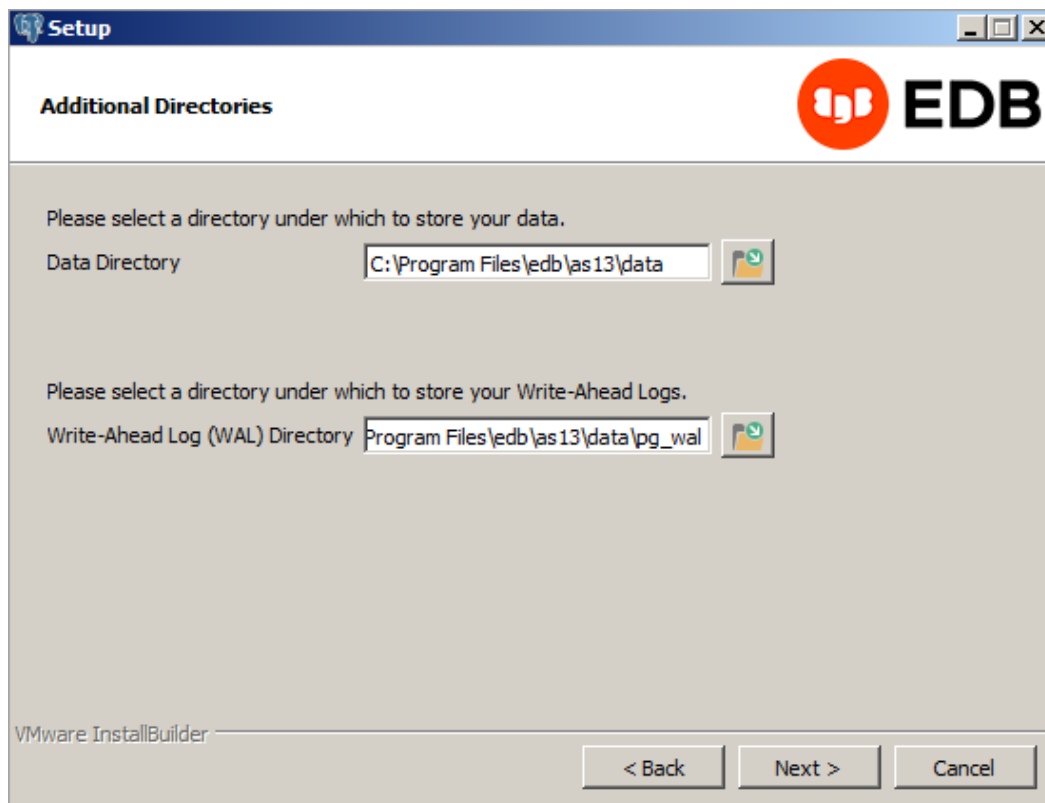 Setup
Additional Directories
EDB
Please select a directory under which to store your data.
Data Directory C:\Program Files\edb\as13\data
Please select a directory under which to store your Write-Ahead Logs.
Write-Ahead Log (WAL) Directory Program Files\edb\as13\data\pg_wal
VMware InstallBuilder
< Back Next > Cancel